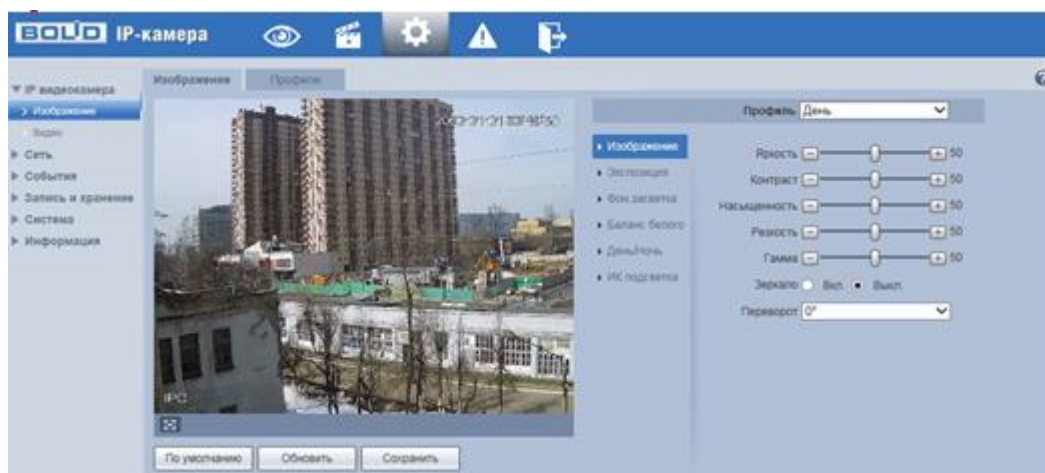 BOLID IP-камера
Изображение
Профили
IP видеокамера
Изображение
Видео
Сеть
События
Запись и хранение
Система
Информация
IPC
По умолчанию
Обновить
Сохранить
Изображение
Экспозиция
Фон.засветка
Баланс белого
День/Ночь
ИК подсветка
Профиль День
Яркость 50
Контраст 50
Насыщенность 50
Резкость 50
Гамма 50
Зеркало Вкл. Выкл.
Переворот 0°